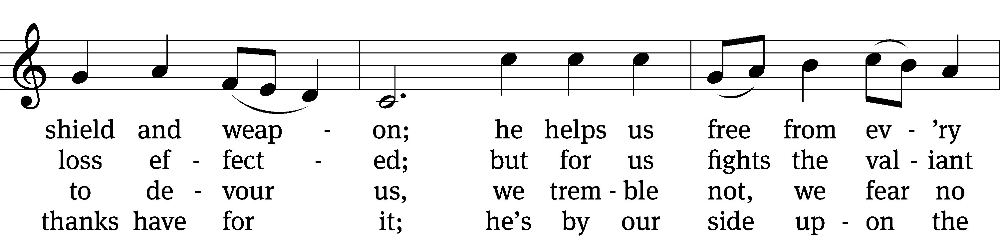 shield and weap - on; he helps us free from ev - ’ry
loss ef - fect - ed; but for us fights the val - iant
to de - vour us, we trem - ble not, we fear no
thanks have for it; he’s by our side up - on the